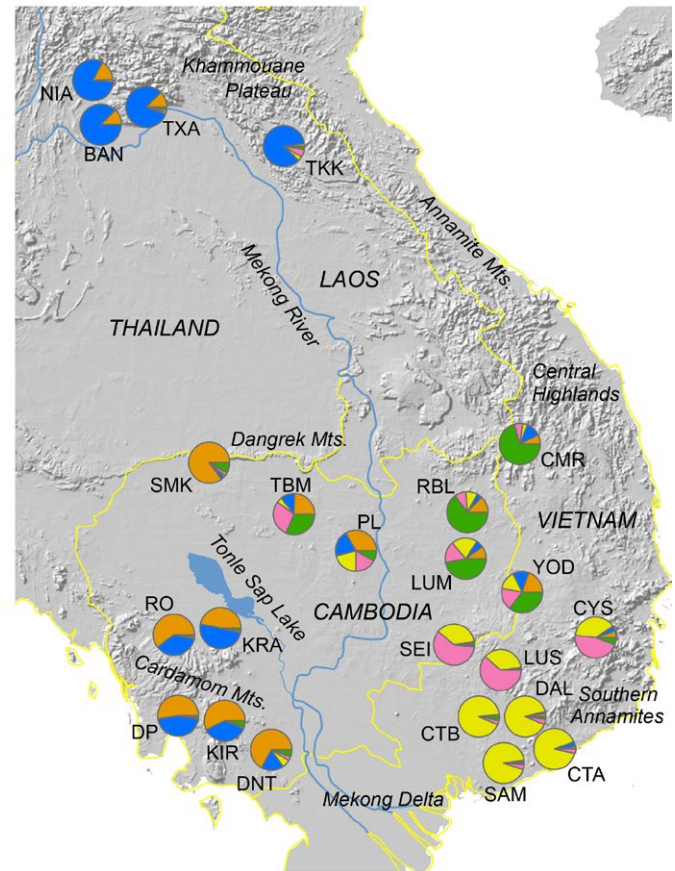 Khammouane
Plateau
NIA
TXA
BAN
TKK
Annamite Mts.
LAOS
Mekong River
THAILAND
Central
Highlands
Dangrek Mts.
CMR
SMK
TBM
RBL
PL
VIETNAM
LUM
YOD
Tonle Sap Lake
RO
CYS
CAMBODIA
KRA
SEI
LUS
Cardamom Mts.
DAL
Southern
Annamites
DP
KIR
CTB
DNT
CTA
SAM
Mekong Delta